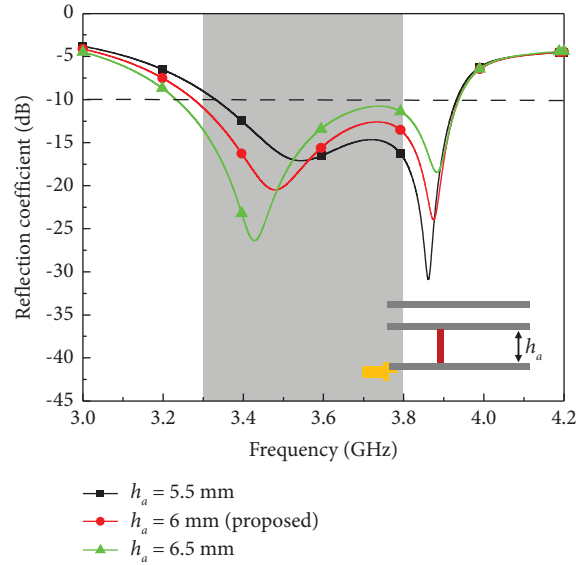 0
-5
-10
-15
-20
-25
-30
-35
-40
-45
Reflection coefficient (dB)
3.0 3.2 3.4 3.6 3.8 4.0 4.2
Frequency (GHz)
hₐ
hₐ = 5.5 mm
hₐ = 6 mm (proposed)
hₐ = 6.5 mm